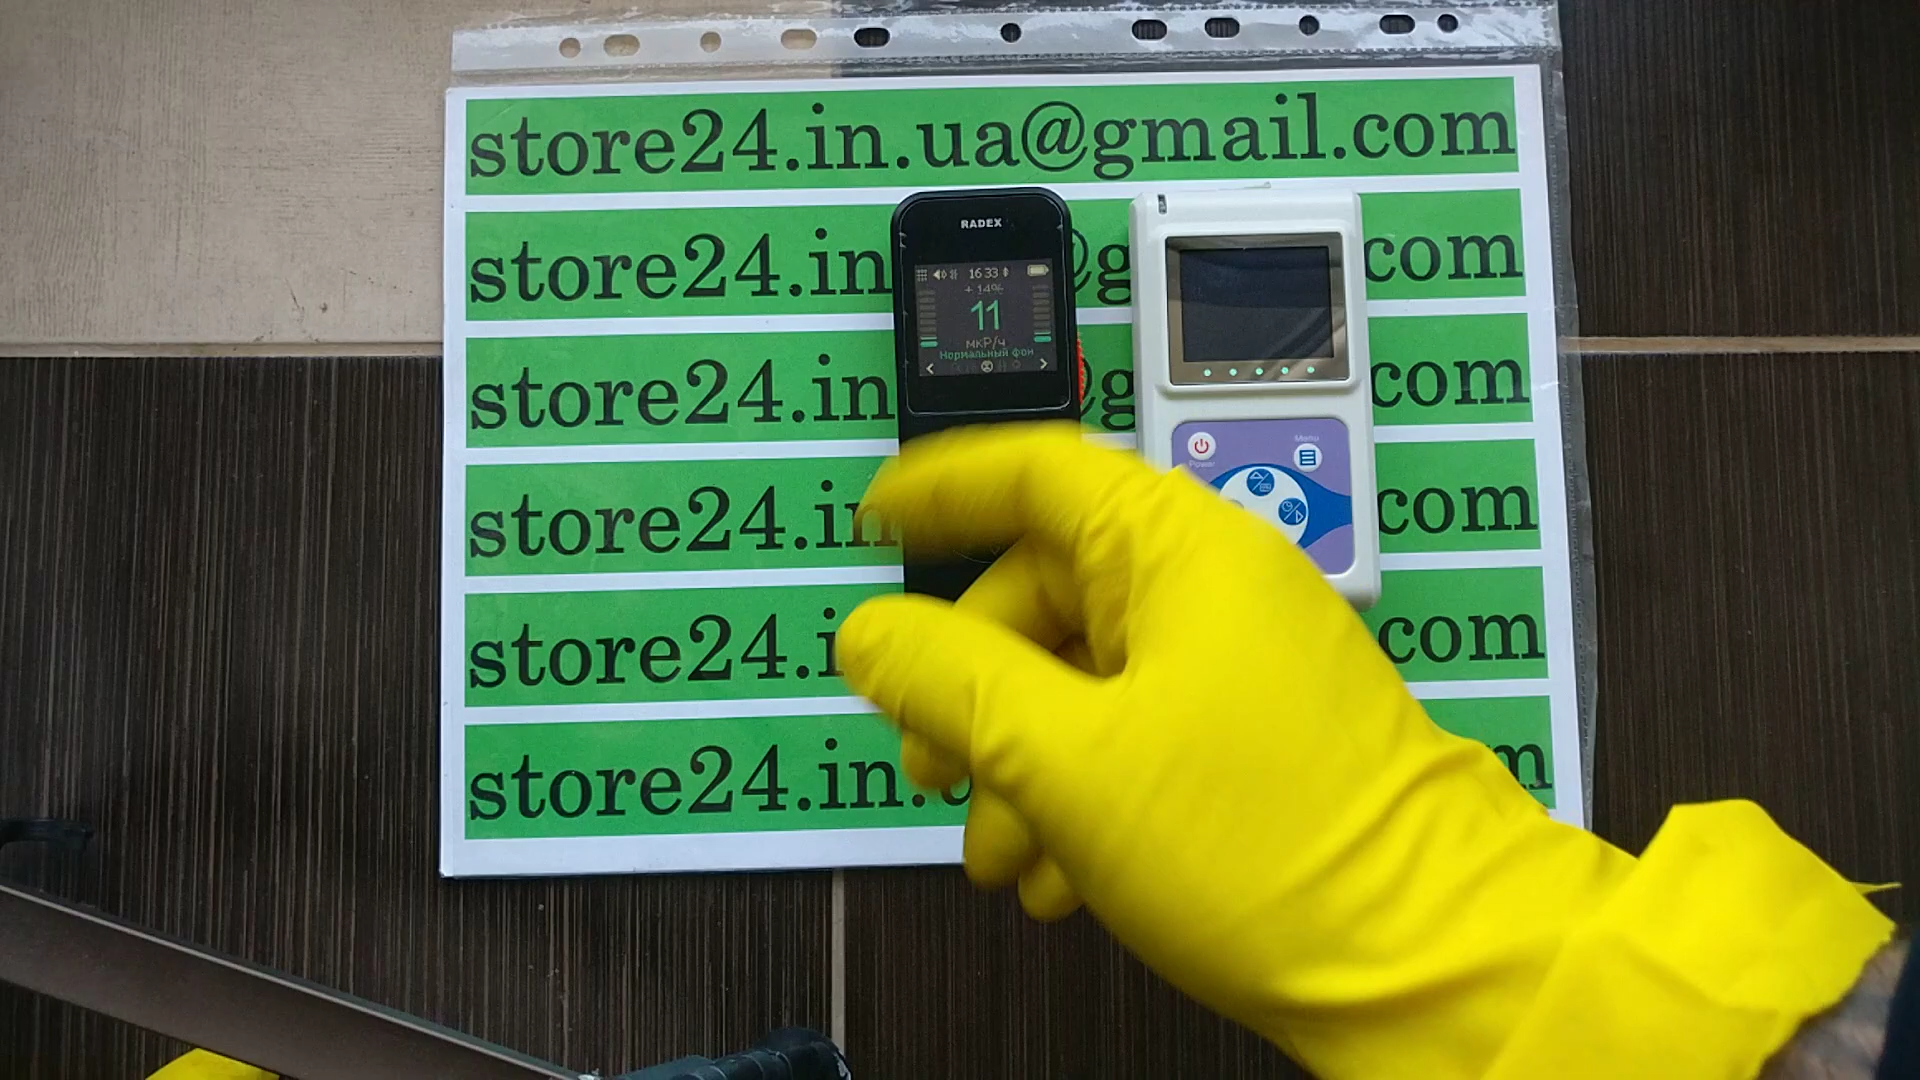 store24.in.ua@gmail.com
RADEX
store24.in @g com
16 33
+ 14%
11
мкР/ч
Нормальный фон
store24.in @g com
Power
Menu
store24.in com
store24.i com
store24.in.u m